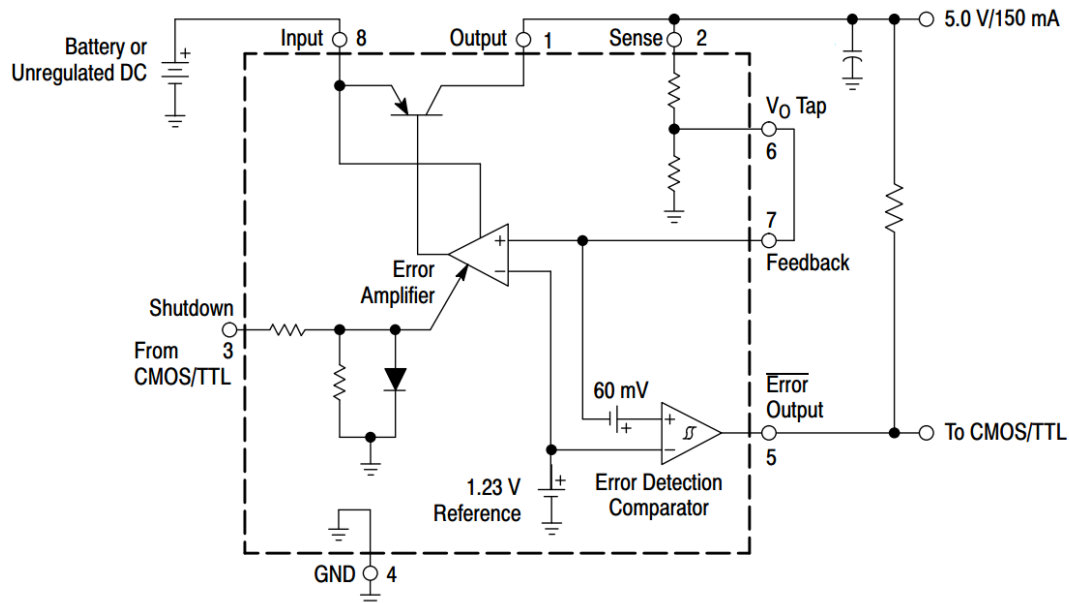 5.0 V/150 mA
Battery or
Unregulated DC
Input 8
Output 1
Sense 2
VO Tap
6
7
Feedback
Error
Amplifier
Shutdown
3
From
CMOS/TTL
60 mV
Error
Output
5
To CMOS/TTL
1.23 V
Reference
Error Detection
Comparator
GND 4